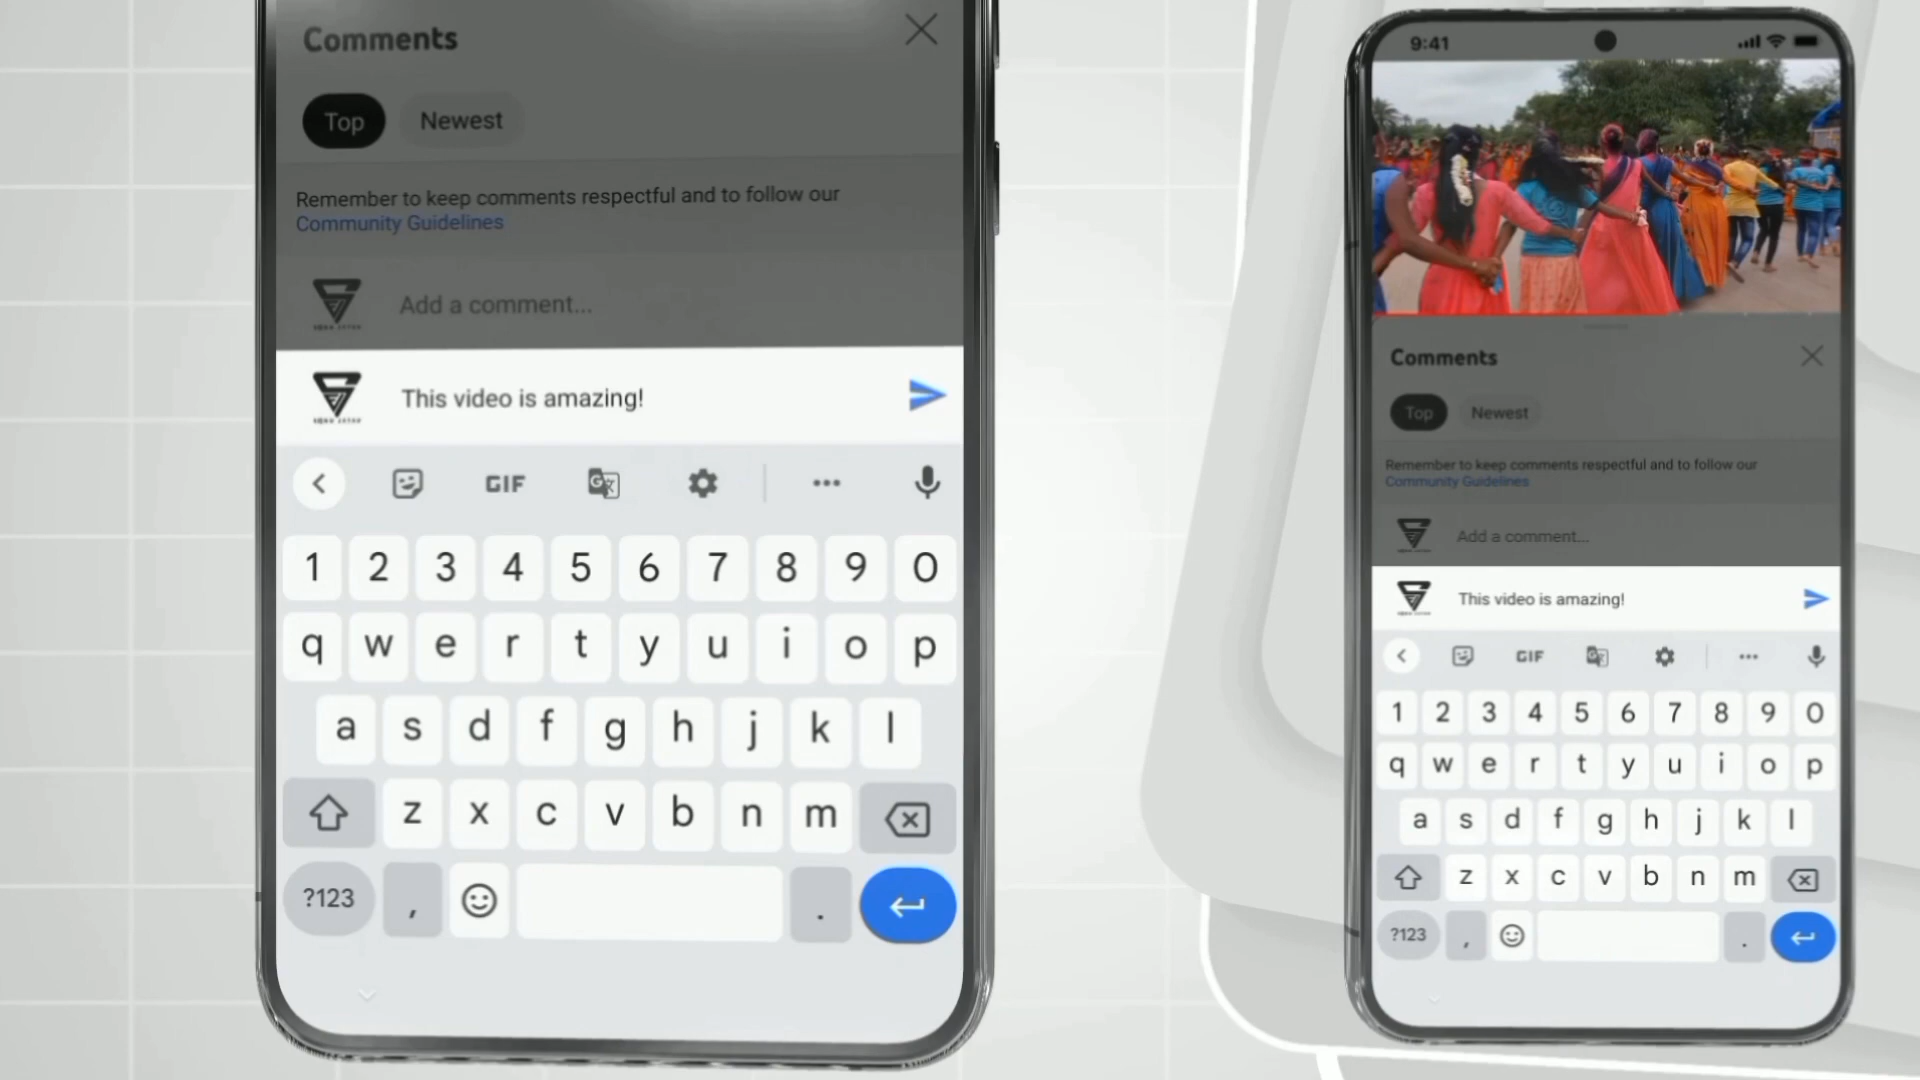 Comments
Top
Newest
Remember to keep comments respectful and to follow our
Community Guidelines
Add a comment...
This video is amazing!
GIF
G
1 2 3 4 5 6 7 8 9 0
q w e r t y u i o p
a s d f g h j k l
z x c v b n m
?123 , .
9:41
Comments
Top
Newest
Remember to keep comments respectful and to follow our
Community Guidelines
Add a comment...
This video is amazing!
GIF
G
1 2 3 4 5 6 7 8 9 0
q w e r t y u i o p
a s d f g h j k l
z x c v b n m
?123 , .